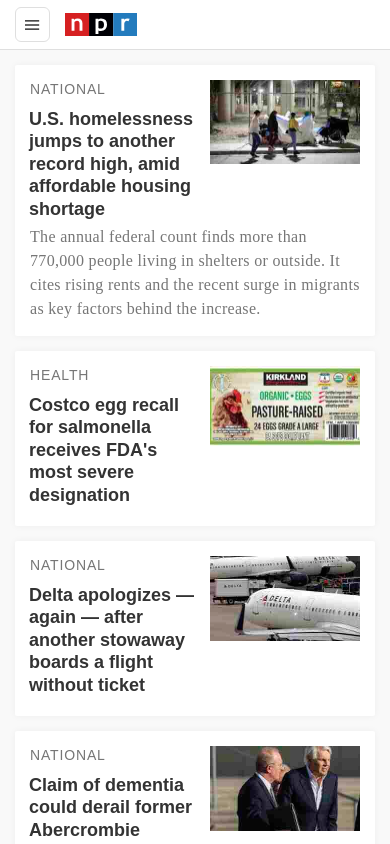 npr
NATIONAL
U.S. homelessness
jumps to another
record high, amid
affordable housing
shortage
The annual federal count finds more than
770,000 people living in shelters or outside. It
cites rising rents and the recent surge in migrants
as key factors behind the increase.
HEALTH
Costco egg recall
for salmonella
receives FDA's
most severe
designation
KIRKLAND
ORGANIC • EGGS
PASTURE-RAISED
24 EGGS GRADE A LARGE
NATIONAL
Delta apologizes —
again — after
another stowaway
boards a flight
without ticket
DELTA
NATIONAL
Claim of dementia
could derail former
Abercrombie